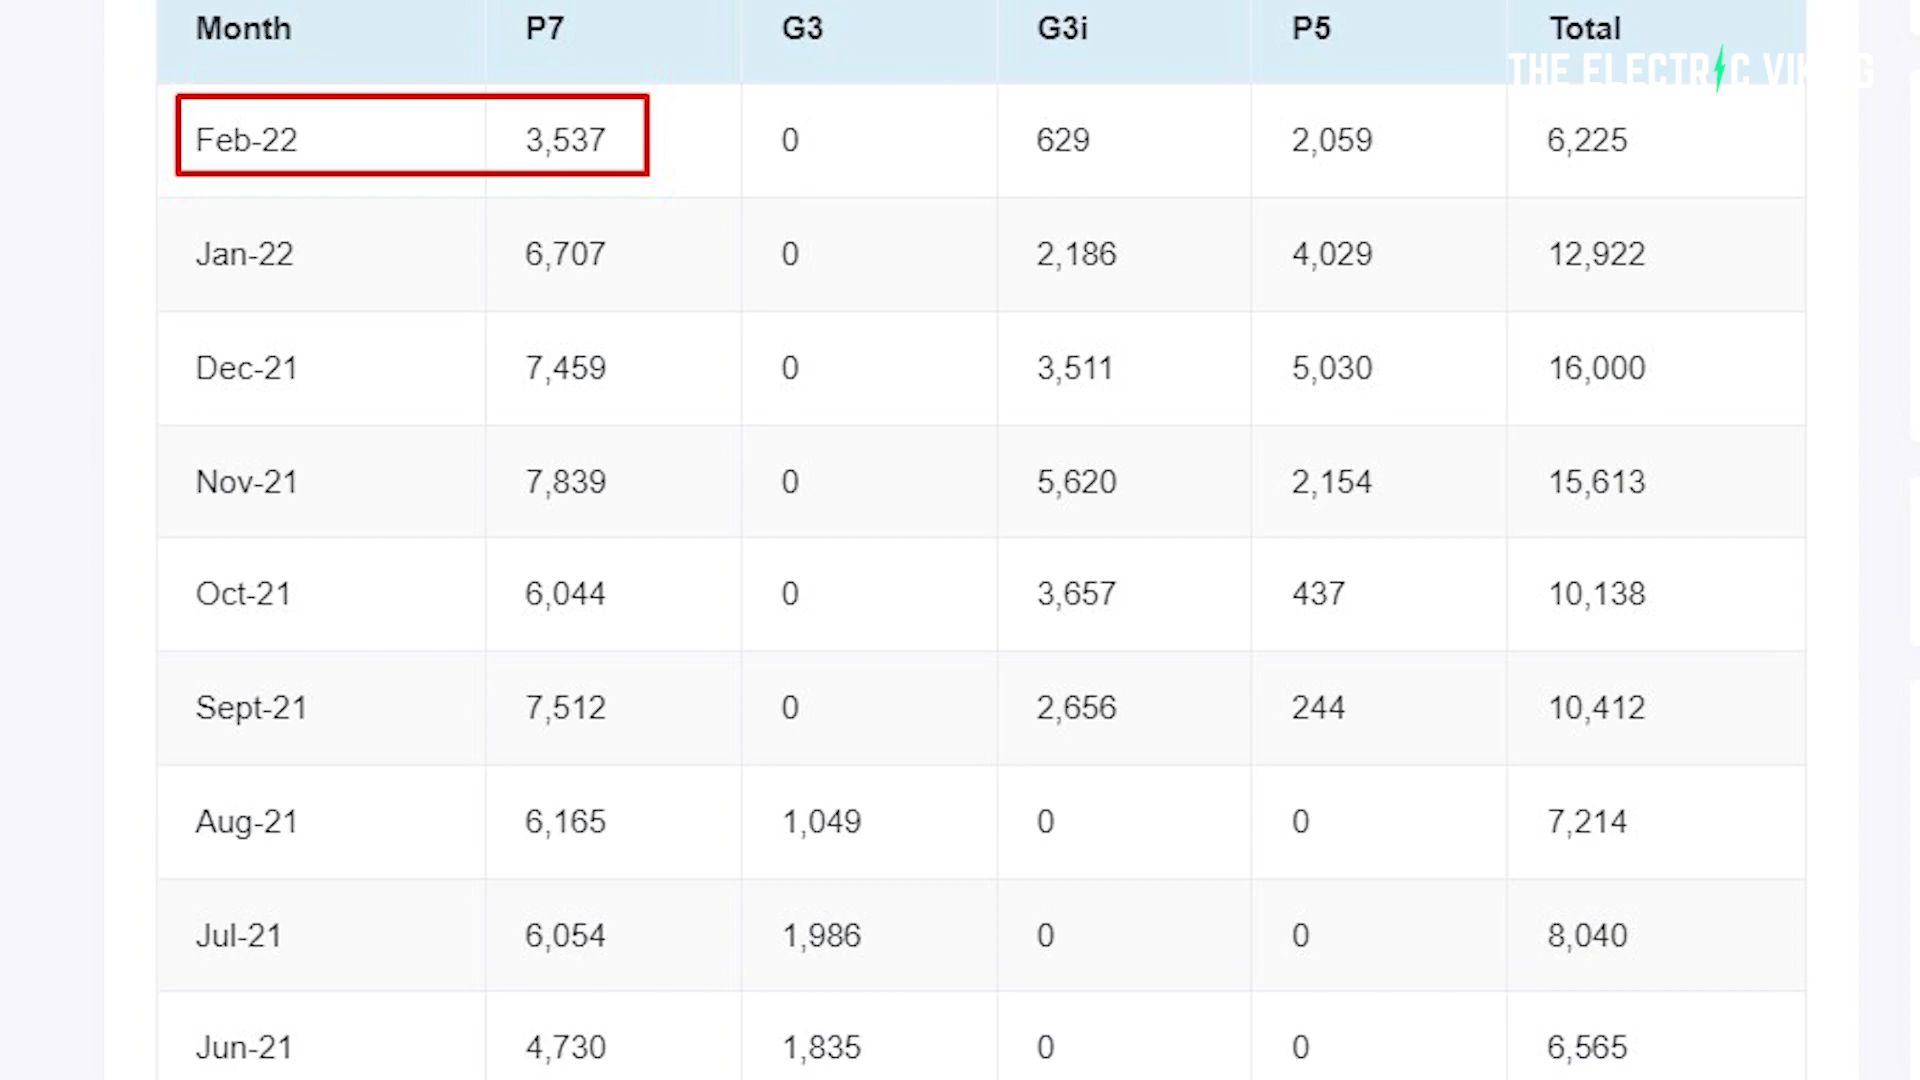 Month P7 G3 G3i P5 Total
THE ELECTRIC VIKING
Feb-22 3,537 0 629 2,059 6,225
Jan-22 6,707 0 2,186 4,029 12,922
Dec-21 7,459 0 3,511 5,030 16,000
Nov-21 7,839 0 5,620 2,154 15,613
Oct-21 6,044 0 3,657 437 10,138
Sept-21 7,512 0 2,656 244 10,412
Aug-21 6,165 1,049 0 0 7,214
Jul-21 6,054 1,986 0 0 8,040
Jun-21 4,730 1,835 0 0 6,565